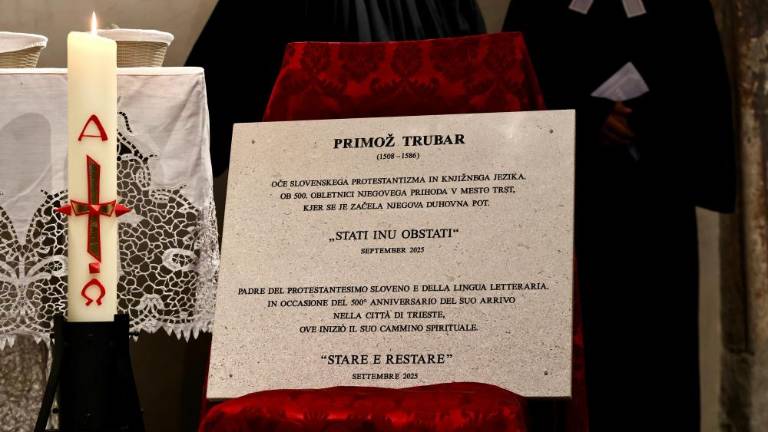 Α
Ω
PRIMOŽ TRUBAR
(1508 – 1586)
OČE SLOVENSKEGA PROTESTANTIZMA IN KNJIŽNEGA JEZIKA.
OB 500. OBLETNICI NJEGOVEGA PRIHODA V MESTO TRST,
KJER SE JE ZAČELA NJEGOVA DUHOVNA POT.
„STATI INU OBSTATI“
SEPTEMBER 2025
PADRE DEL PROTESTANTESIMO SLOVENO E DELLA LINGUA LETTERARIA.
IN OCCASIONE DEL 500° ANNIVERSARIO DEL SUO ARRIVO
NELLA CITTÀ DI TRIESTE,
OVE INIZIÒ IL SUO CAMMINO SPIRITUALE.
“STARE E RESTARE”
SETTEMBRE 2025